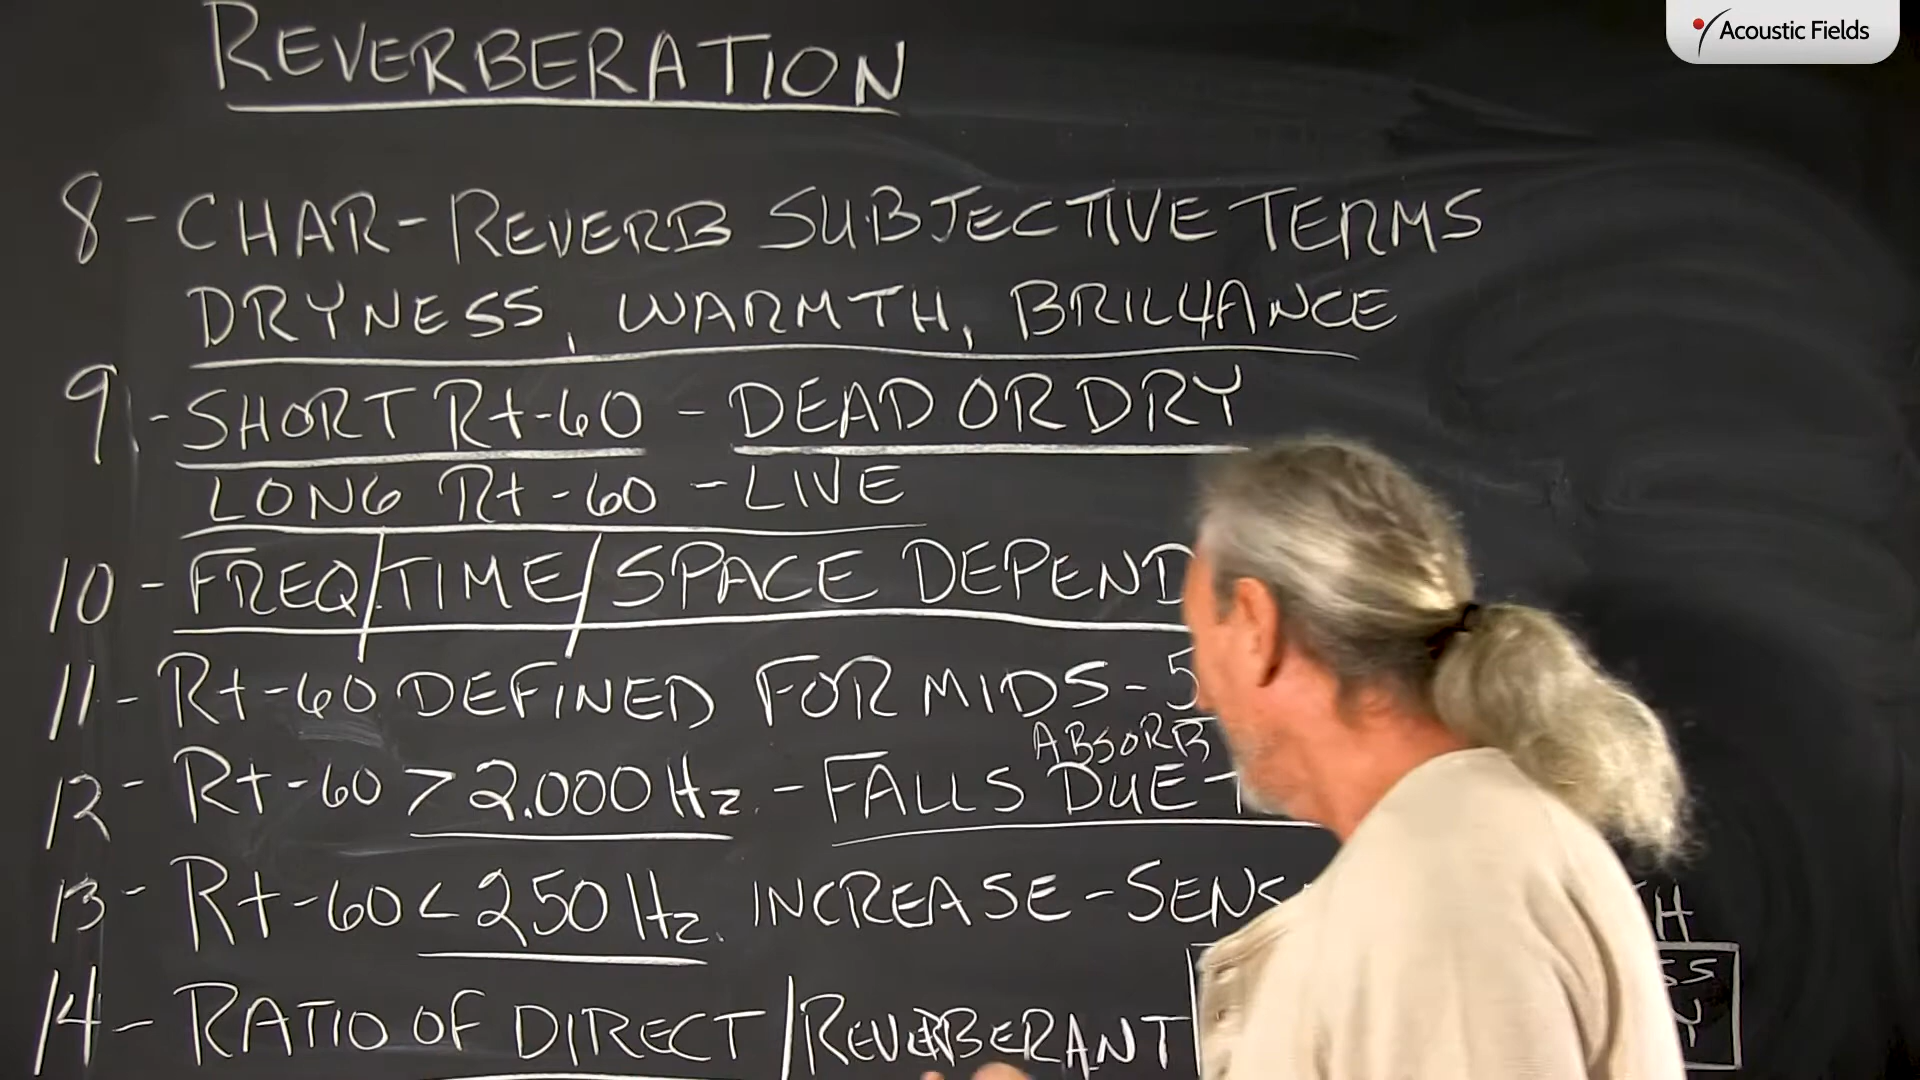 Acoustic Fields
REVERBERATION
8 - CHAR - REVERB SUBJECTIVE TERMS
DRYNESS, WARMTH, BRILLIANCE
9 - SHORT Rt-60 - DEAD OR DRY
LONG Rt-60 - LIVE
10 - FREQ/TIME/SPACE DEPEND
11 - Rt-60 DEFINED FOR MIDS - 5
ABSORB
12 - Rt-60 > 2.000 Hz. - FALLS DUE T
13 - Rt-60 < 250 Hz. INCREASE - SENS
14 - RATIO OF DIRECT / REVERBERANT